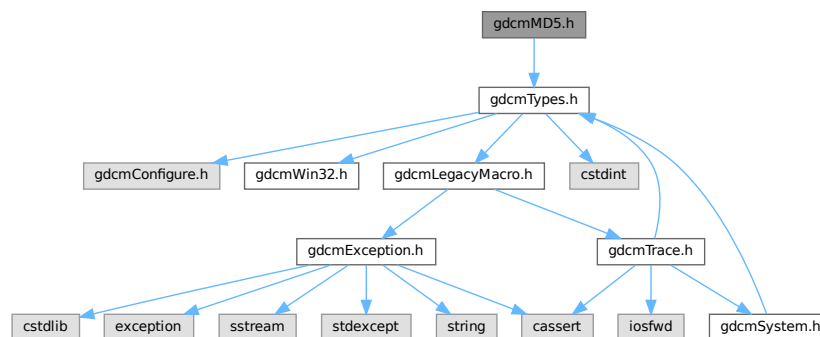 gdcmMD5.h
gdcmTypes.h
gdcmConfigure.h
gdcmWin32.h
gdcmLegacyMacro.h
cstdint
gdcmException.h
gdcmTrace.h
cstdlib
exception
sstream
stdexcept
string
cassert
iosfwd
gdcmSystem.h